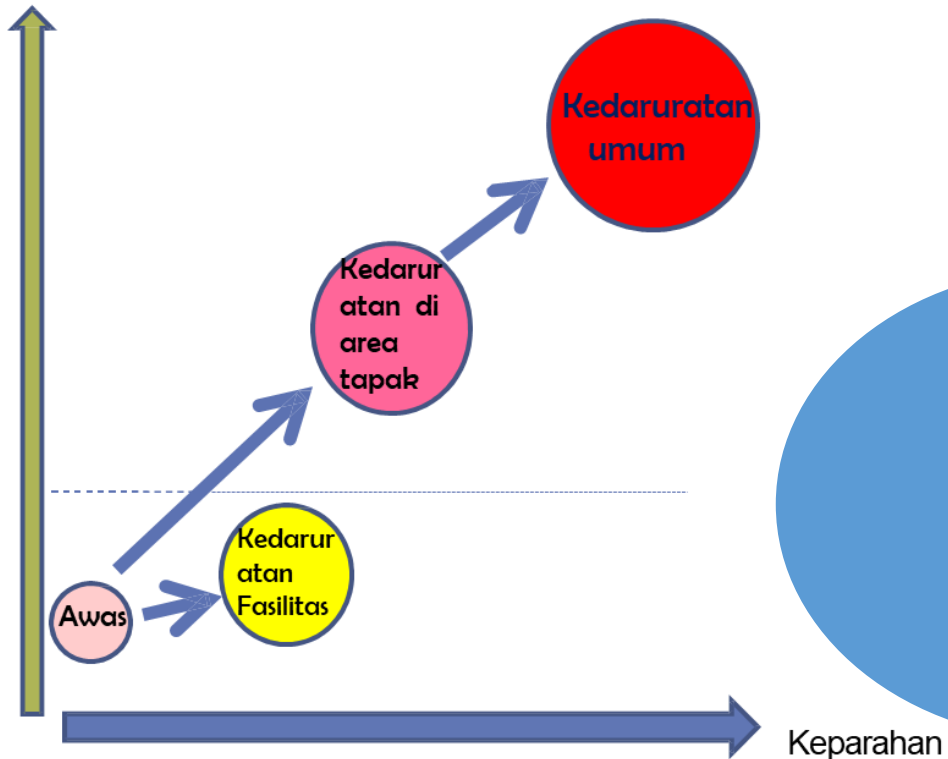 Kedaruratan
umum
Kedarur
atan di
area
tapak
Kedarur
atan
Fasilitas
Awas
Keparahan